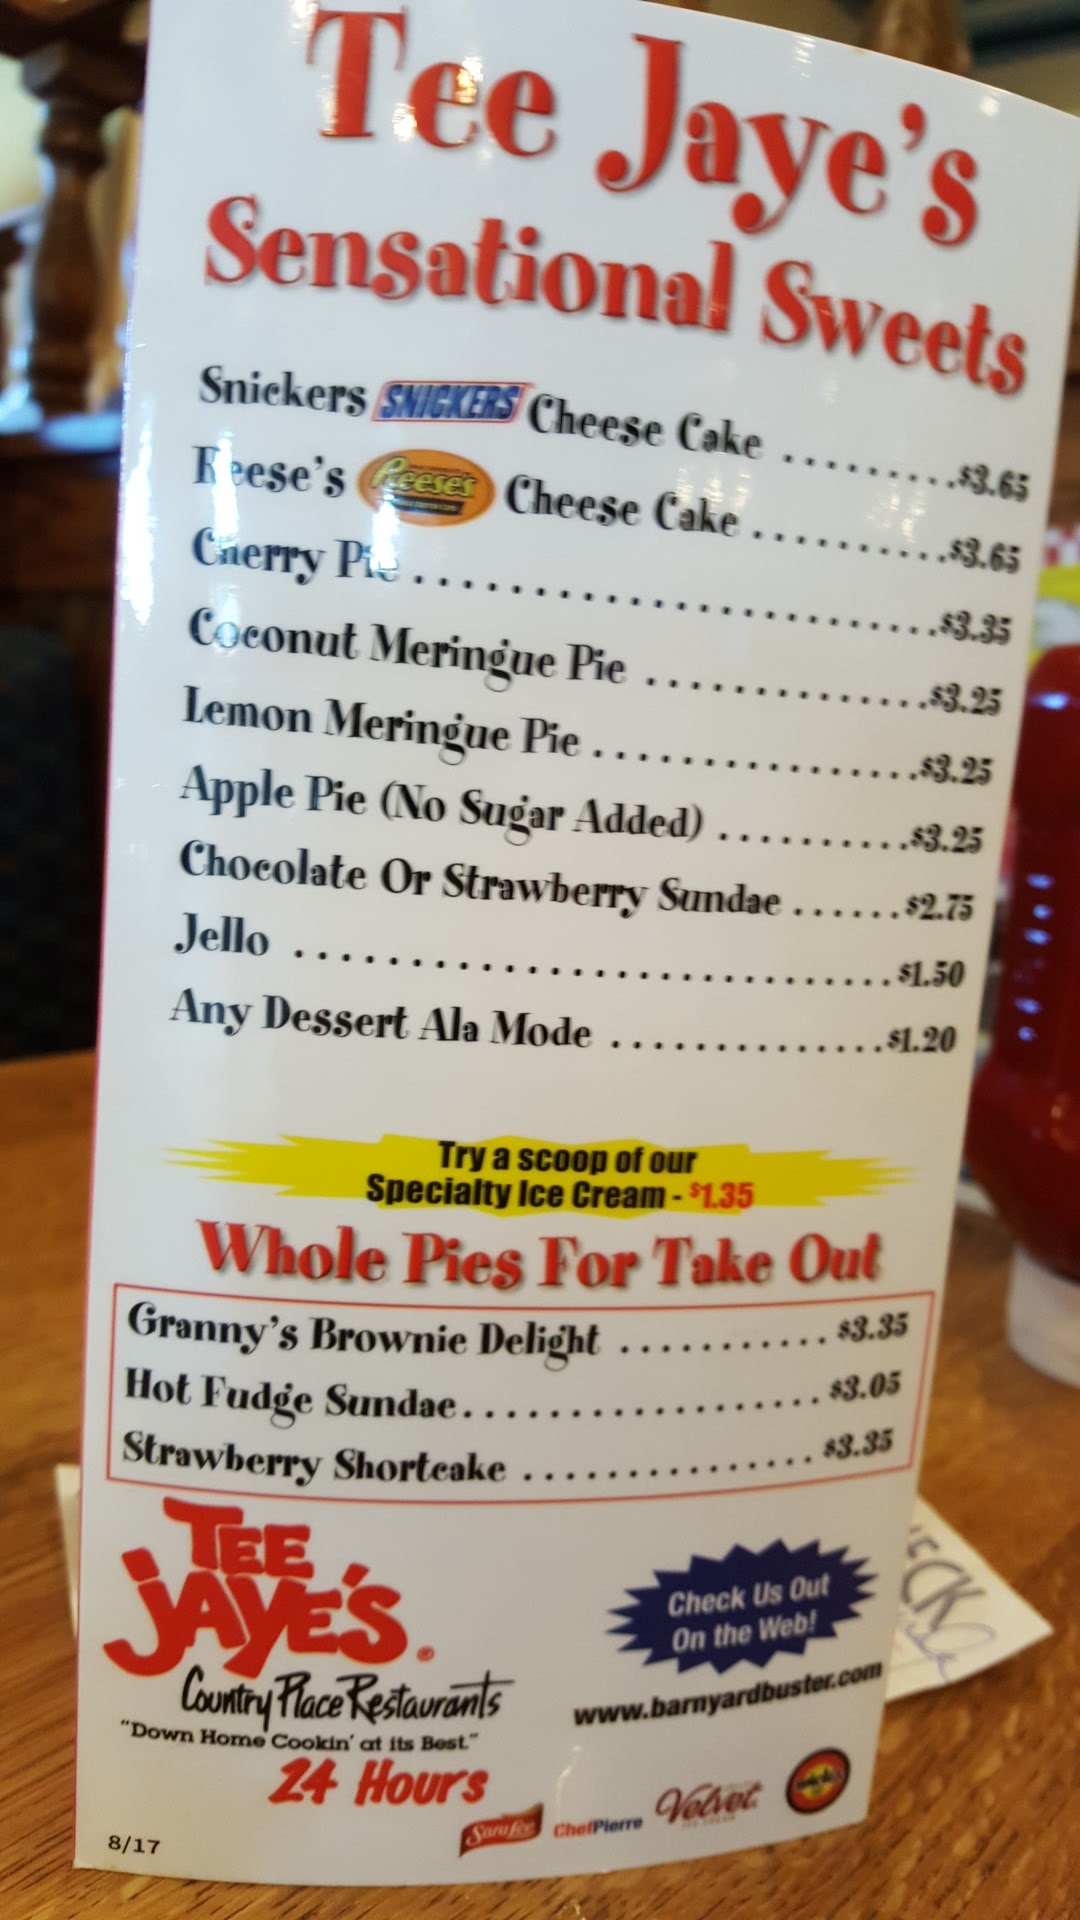 Tee Jaye's
Sensational Sweets
Snickers SNICKERS Cheese Cake .........$3.65
Reese's Reese's Cheese Cake ..........$3.65
Cherry Pie ......................$3.35
Coconut Meringue Pie ............$3.25
Lemon Meringue Pie ..............$3.25
Apple Pie (No Sugar Added) .........$3.25
Chocolate Or Strawberry Sundae ......$2.75
Jello ..........................$1.50
Any Dessert Ala Mode ............$1.20
Try a scoop of our
Specialty Ice Cream - $1.35
Whole Pies For Take Out
Granny's Brownie Delight ........... $3.35
Hot Fudge Sundae.................. $3.05
Strawberry Shortcake ............... $3.35
TEE
JAYE'S®
Country Place Restaurants
"Down Home Cookin' at its Best."
24 Hours
Check Us Out
On the Web!
www.barnyardbuster.com
Sara Lee
ChefPierre
Velvet
8/17